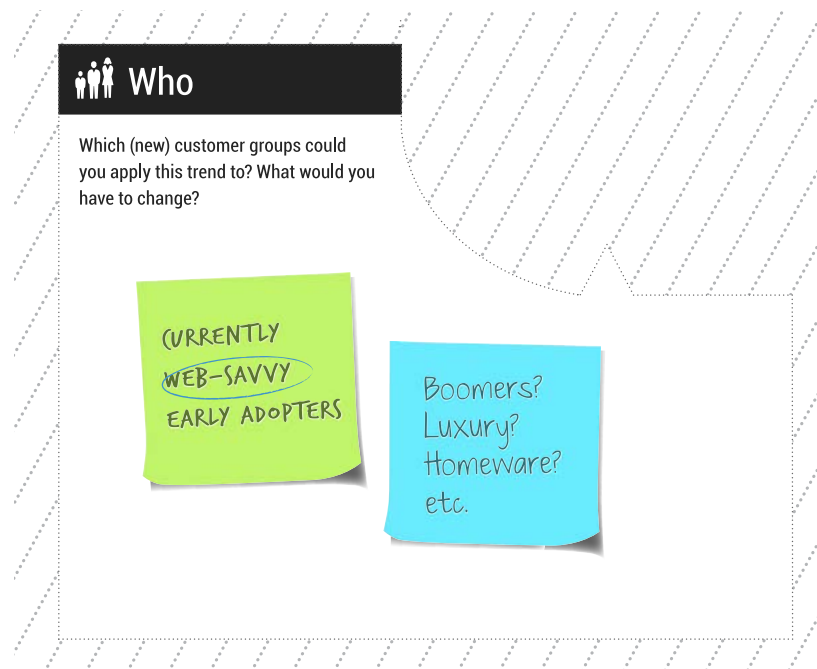 Who
Which (new) customer groups could
you apply this trend to? What would you
have to change?
CURRENTLY
WEB-SAVVY
EARLY ADOPTERS
Boomers?
Luxury?
Homeware?
etc.